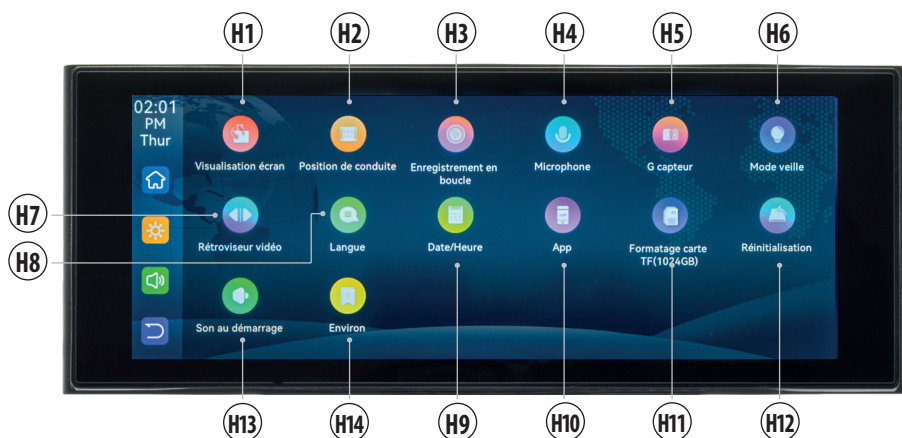 H1 H2 H3 H4 H5 H6
02:01
PM
Thur
Visualisation écran Position de conduite Enregistrement en boucle Microphone G capteur Mode veille
H7
H8
Rétroviseur vidéo Langue Date/Heure App Formatage carte TF(1024GB) Réinitialisation
Son au démarrage Environ
H13 H14 H9 H10 H11 H12